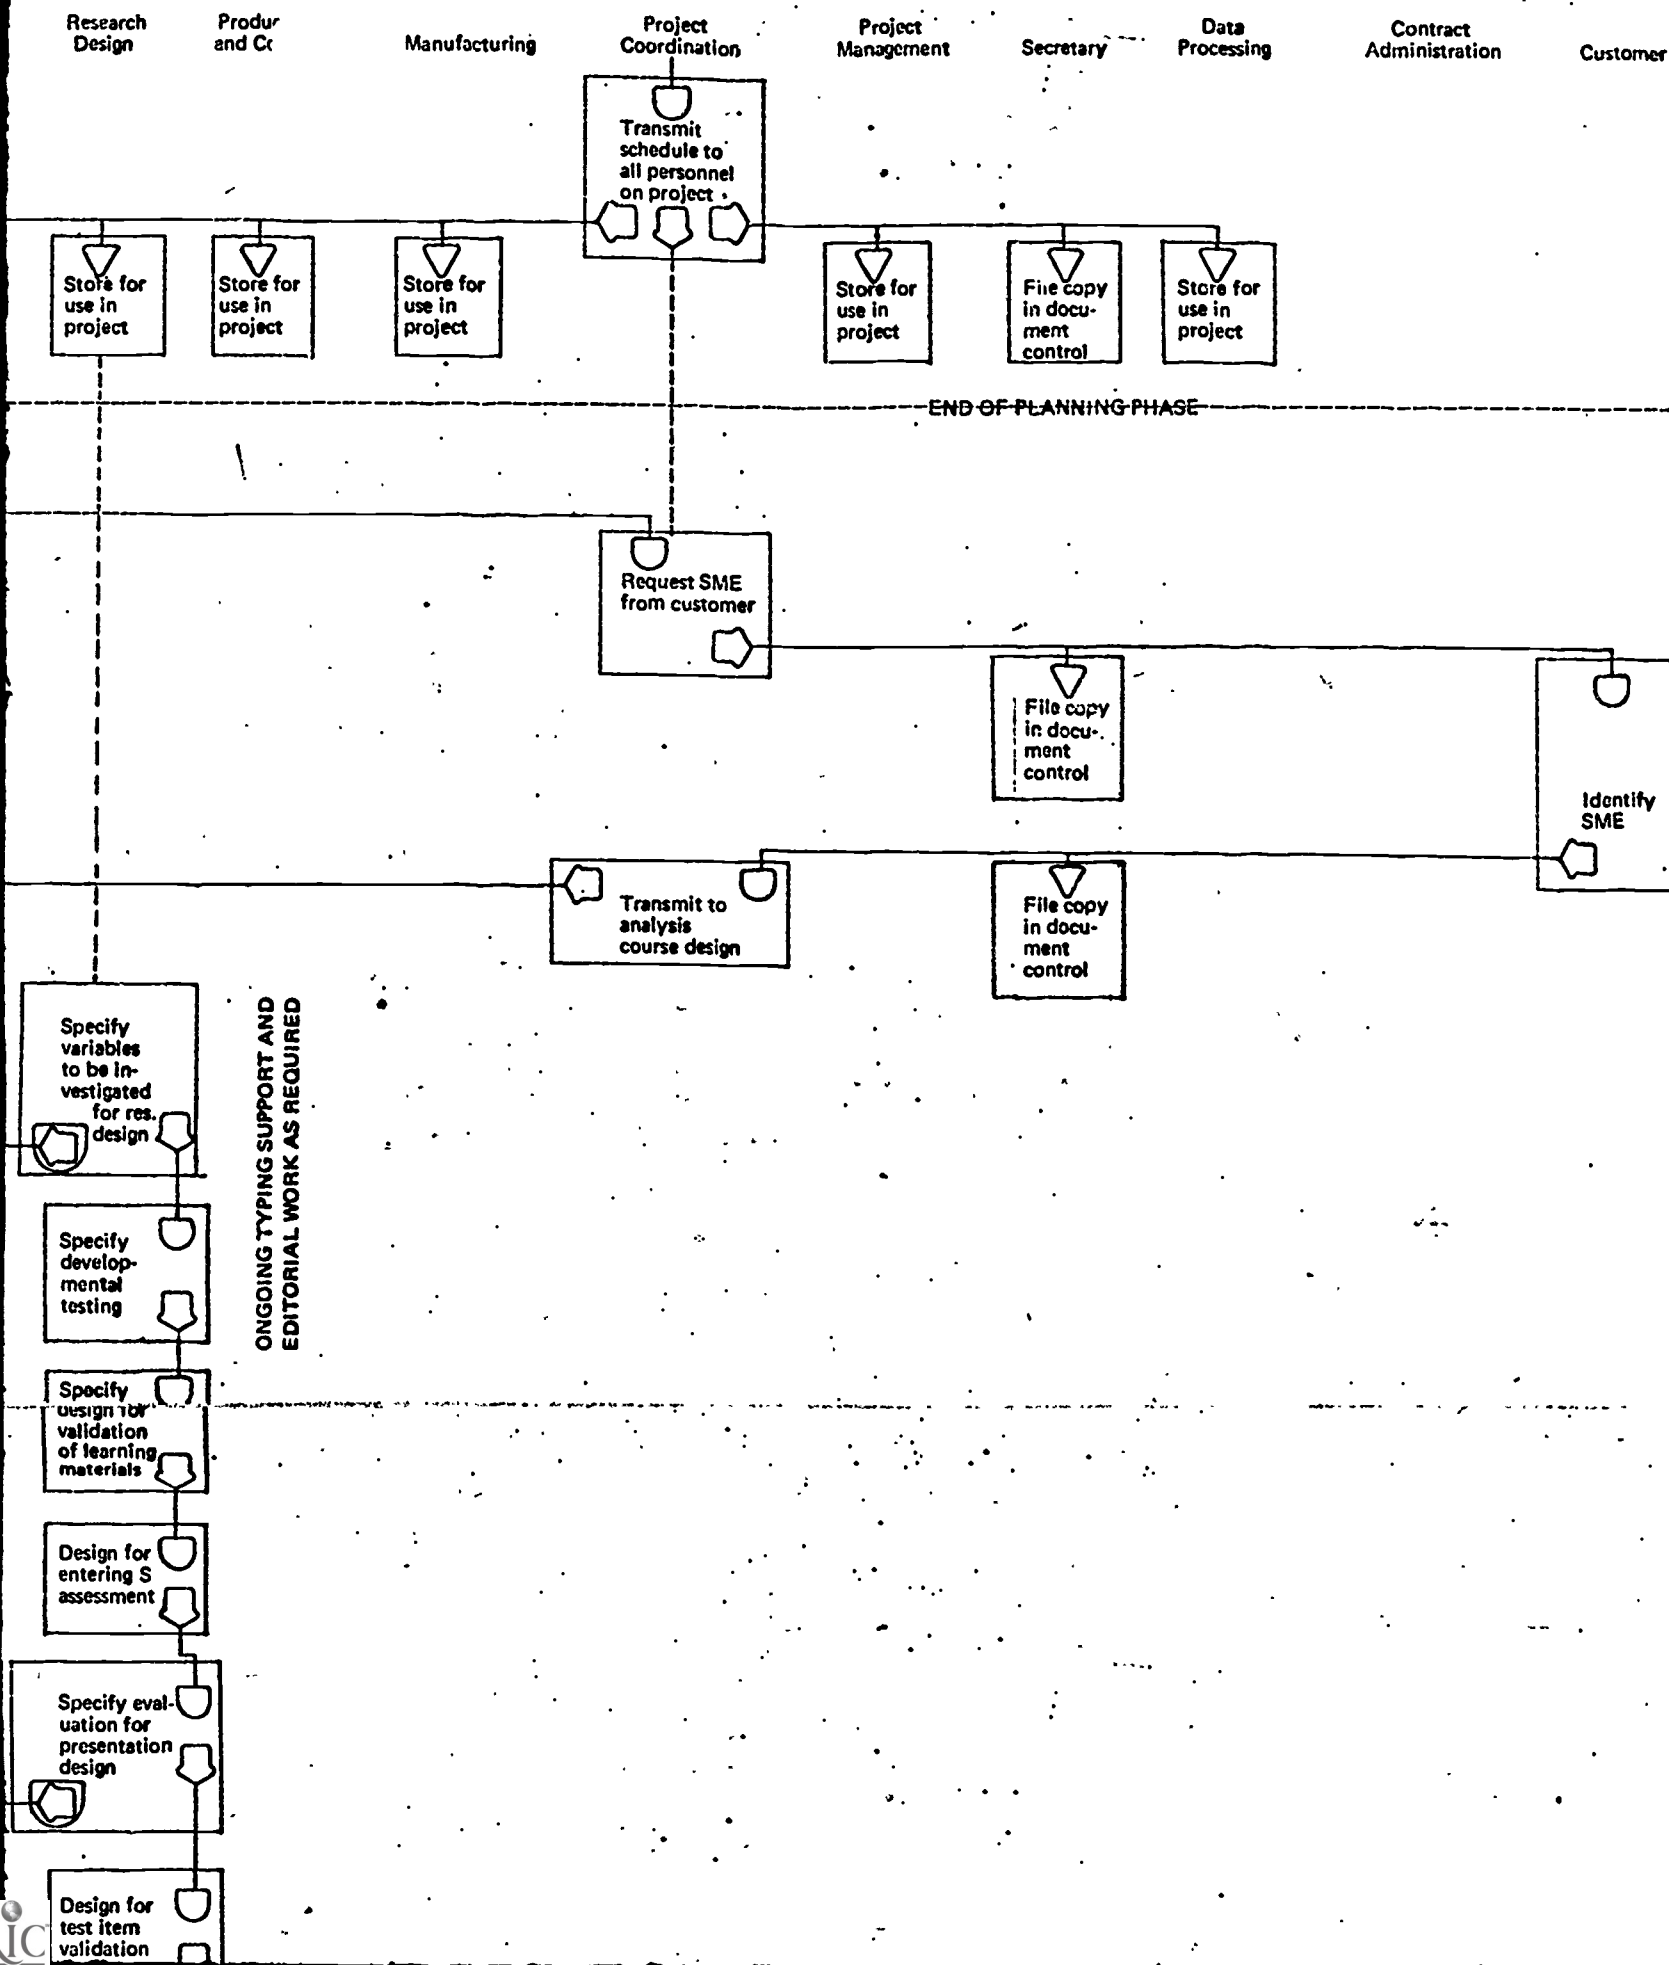 Research
Design
and
Manufacturing
Project
Coordination
Project
Management
Secretary
Data
Processing
Contract
Administration
Customer
Transmit
schedule to
all personnel
on project
Store for
use in
project
Store for
use in
project
Store for
use in
project
Store for
use in
project
File copy
in docu-
ment
control
Store for
use in
project
END OF PLANNING PHASE
Request SME
from customer
File copy
in docu-
ment
control
Identify
SME
Transmit to
analysis
course design
File copy
in docu-
ment
control
Specify
variables
to be in-
vestigated
for res.
design
ONGOING TYPING SUPPORT AND
EDITORIAL WORK AS REQUIRED
Specify
develop-
mental
testing
Specify
design for
validation
of learning
materials
Design for
entering S
assessment
Specify eval-
uation for
presentation
design
Design for
test item
validation